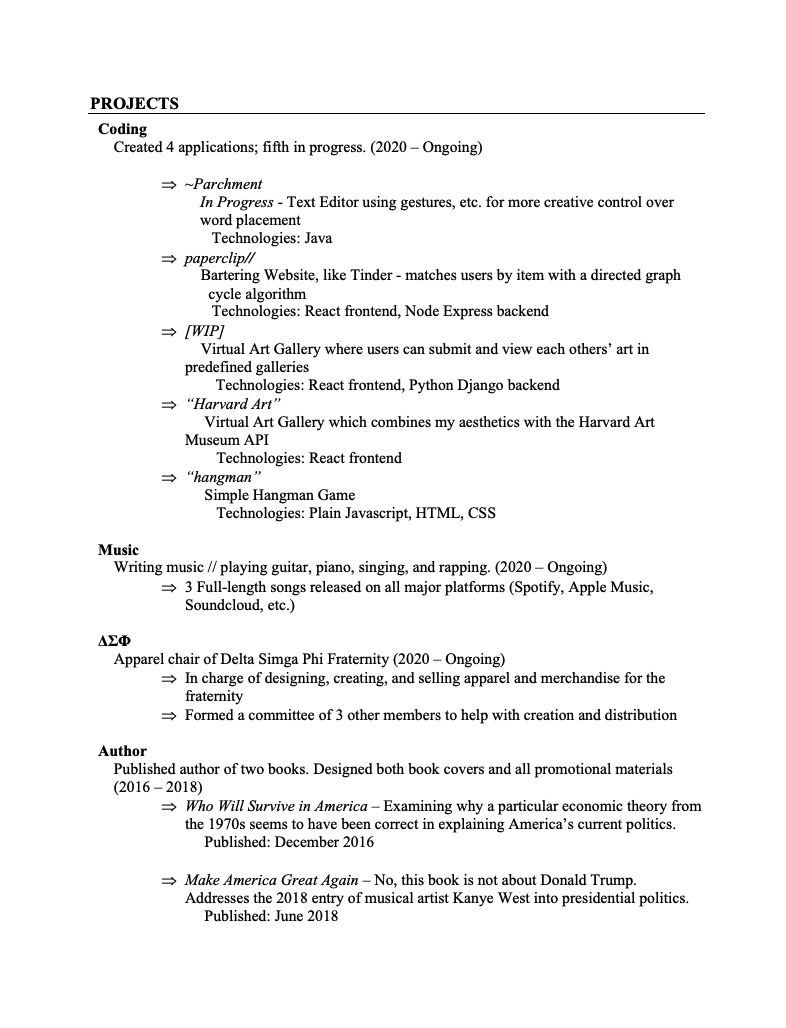 PROJECTS
Coding
Created 4 applications; fifth in progress. (2020 – Ongoing)
⇒ ~Parchment
In Progress - Text Editor using gestures, etc. for more creative control over
word placement
Technologies: Java
⇒ paperclip//
Bartering Website, like Tinder - matches users by item with a directed graph
cycle algorithm
Technologies: React frontend, Node Express backend
⇒ [WIP]
Virtual Art Gallery where users can submit and view each others’ art in
predefined galleries
Technologies: React frontend, Python Django backend
⇒ “Harvard Art”
Virtual Art Gallery which combines my aesthetics with the Harvard Art
Museum API
Technologies: React frontend
⇒ “hangman”
Simple Hangman Game
Technologies: Plain Javascript, HTML, CSS
Music
Writing music // playing guitar, piano, singing, and rapping. (2020 – Ongoing)
⇒ 3 Full-length songs released on all major platforms (Spotify, Apple Music,
Soundcloud, etc.)
ΔΣΦ
Apparel chair of Delta Simga Phi Fraternity (2020 – Ongoing)
⇒ In charge of designing, creating, and selling apparel and merchandise for the
fraternity
⇒ Formed a committee of 3 other members to help with creation and distribution
Author
Published author of two books. Designed both book covers and all promotional materials
(2016 – 2018)
⇒ Who Will Survive in America – Examining why a particular economic theory from
the 1970s seems to have been correct in explaining America’s current politics.
Published: December 2016
⇒ Make America Great Again – No, this book is not about Donald Trump.
Addresses the 2018 entry of musical artist Kanye West into presidential politics.
Published: June 2018